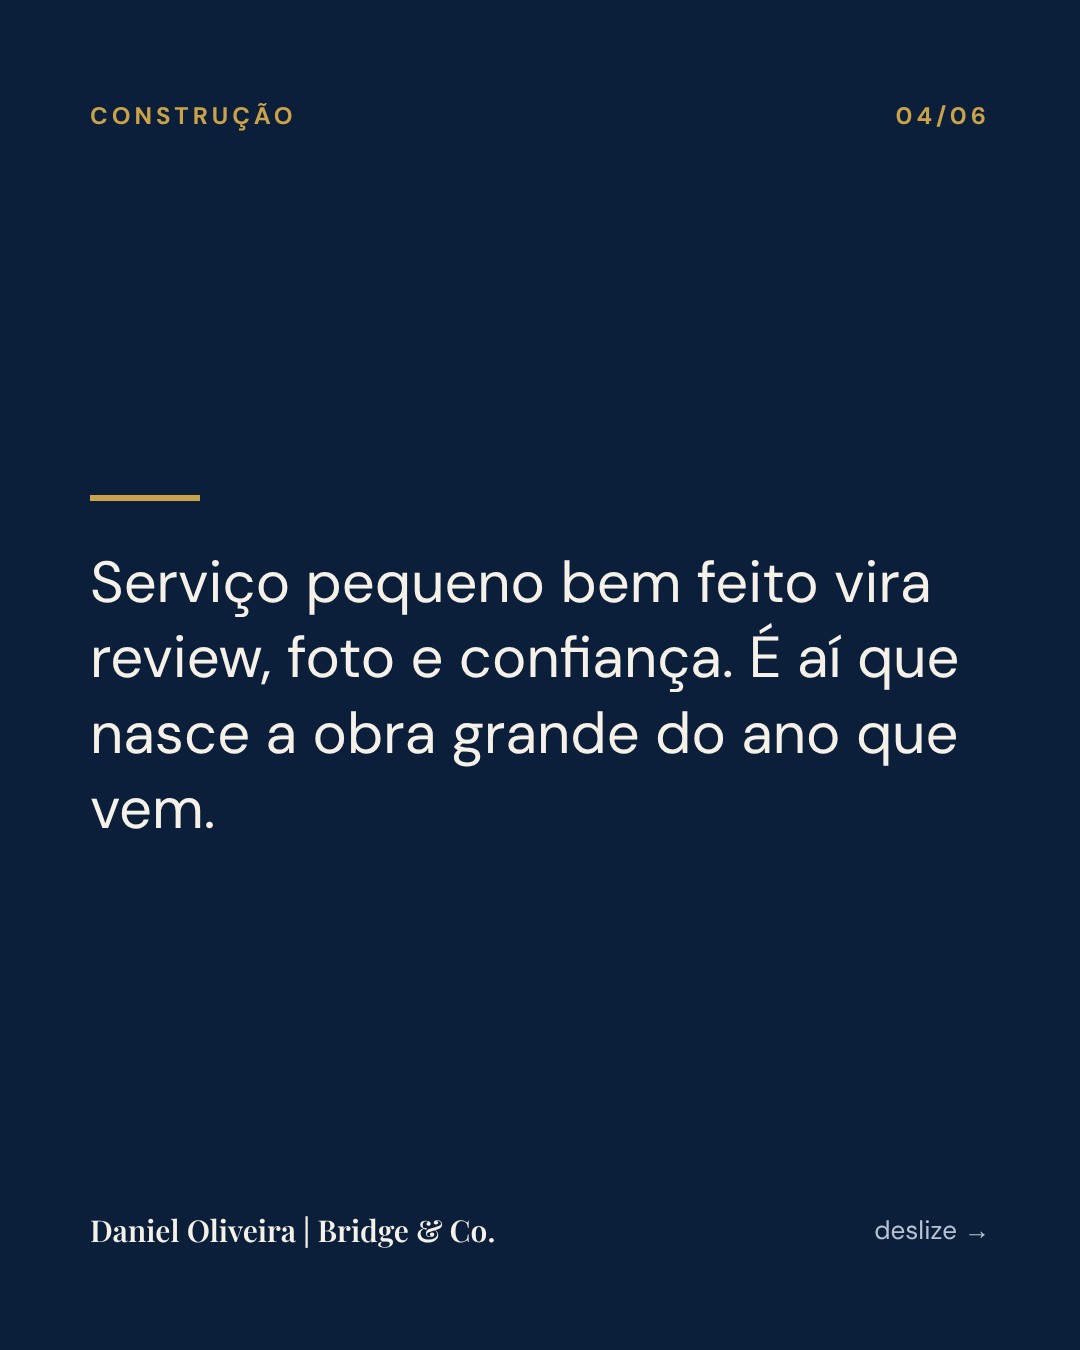 CONSTRUÇÃO
04/06
Serviço pequeno bem feito vira
review, foto e confiança. É aí que
nasce a obra grande do ano que
vem.
Daniel Oliveira | Bridge & Co.
deslize →